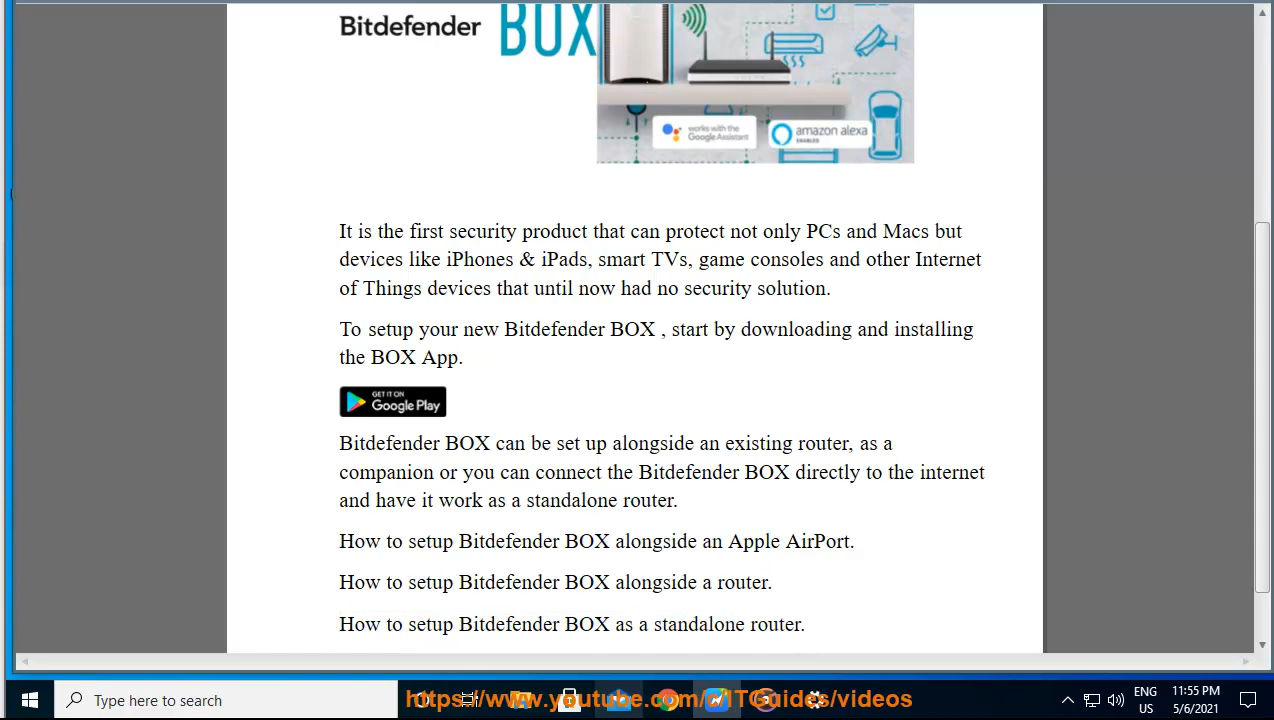 Bitdefender BOX
works with the
Google Assistant
amazon alexa
ENABLED
It is the first security product that can protect not only PCs and Macs but
devices like iPhones & iPads, smart TVs, game consoles and other Internet
of Things devices that until now had no security solution.
To setup your new Bitdefender BOX , start by downloading and installing
the BOX App.
GET IT ON
Google Play
Bitdefender BOX can be set up alongside an existing router, as a
companion or you can connect the Bitdefender BOX directly to the internet
and have it work as a standalone router.
How to setup Bitdefender BOX alongside an Apple AirPort.
How to setup Bitdefender BOX alongside a router.
How to setup Bitdefender BOX as a standalone router.
Type here to search
https://www.youtube.com/c/ITGuides/videos
ENG
US
11:55 PM
5/6/2021